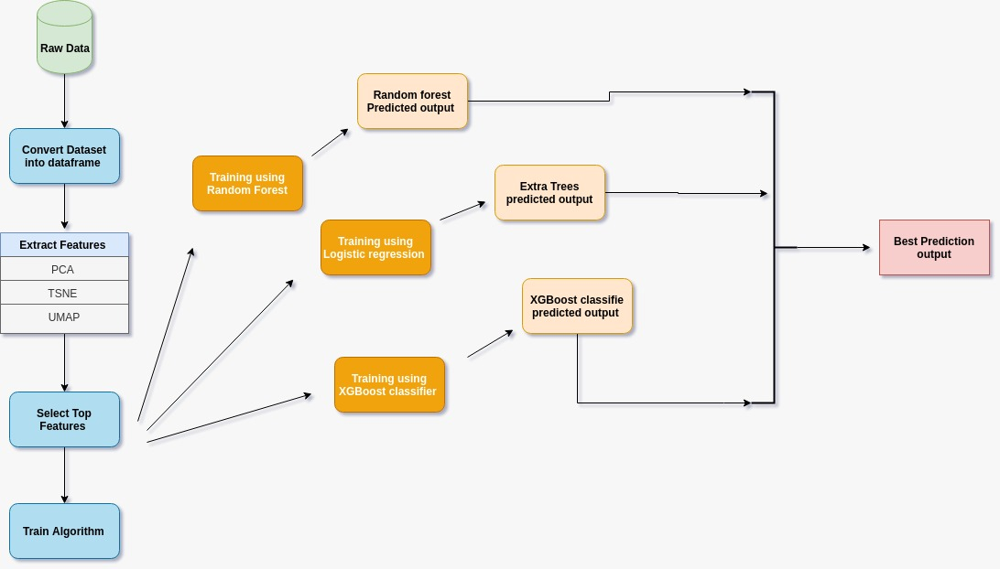 Raw Data
Convert Dataset
into dataframe
Extract Features
PCA
TSNE
UMAP
Select Top
Features
Train Algorithm
Training using
Random Forest
Random forest
Predicted output
Training using
Logistic regression
Extra Trees
predicted output
Training using
XGBoost classifier
XGBoost classifie
predicted output
Best Prediction
output